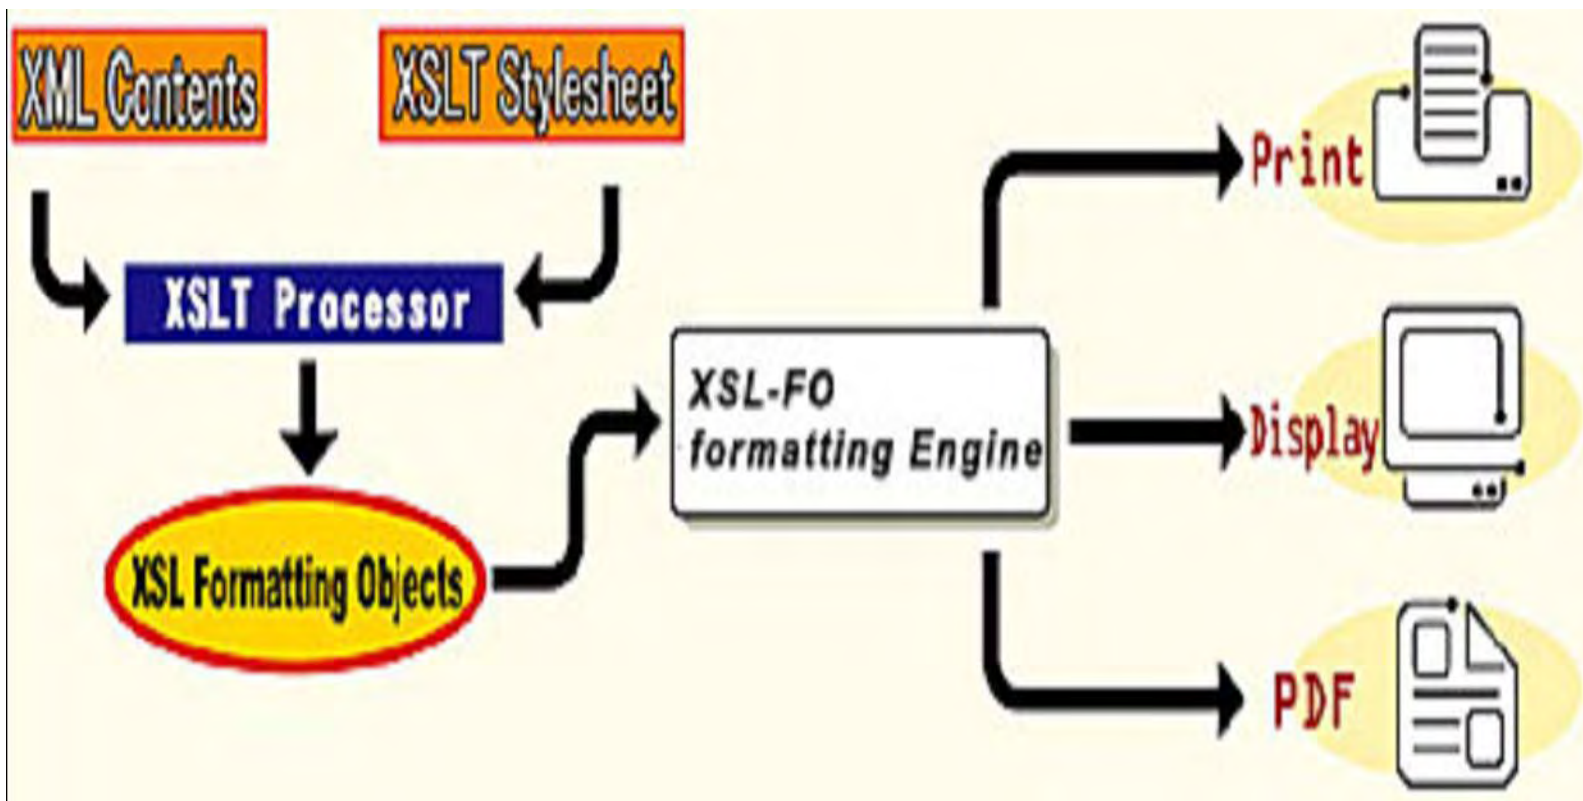 XML Contents
XSLT Stylesheet
XSLT Processor
XSL Formatting Objects
XSL-FO
formatting Engine
Print
Display
PDF